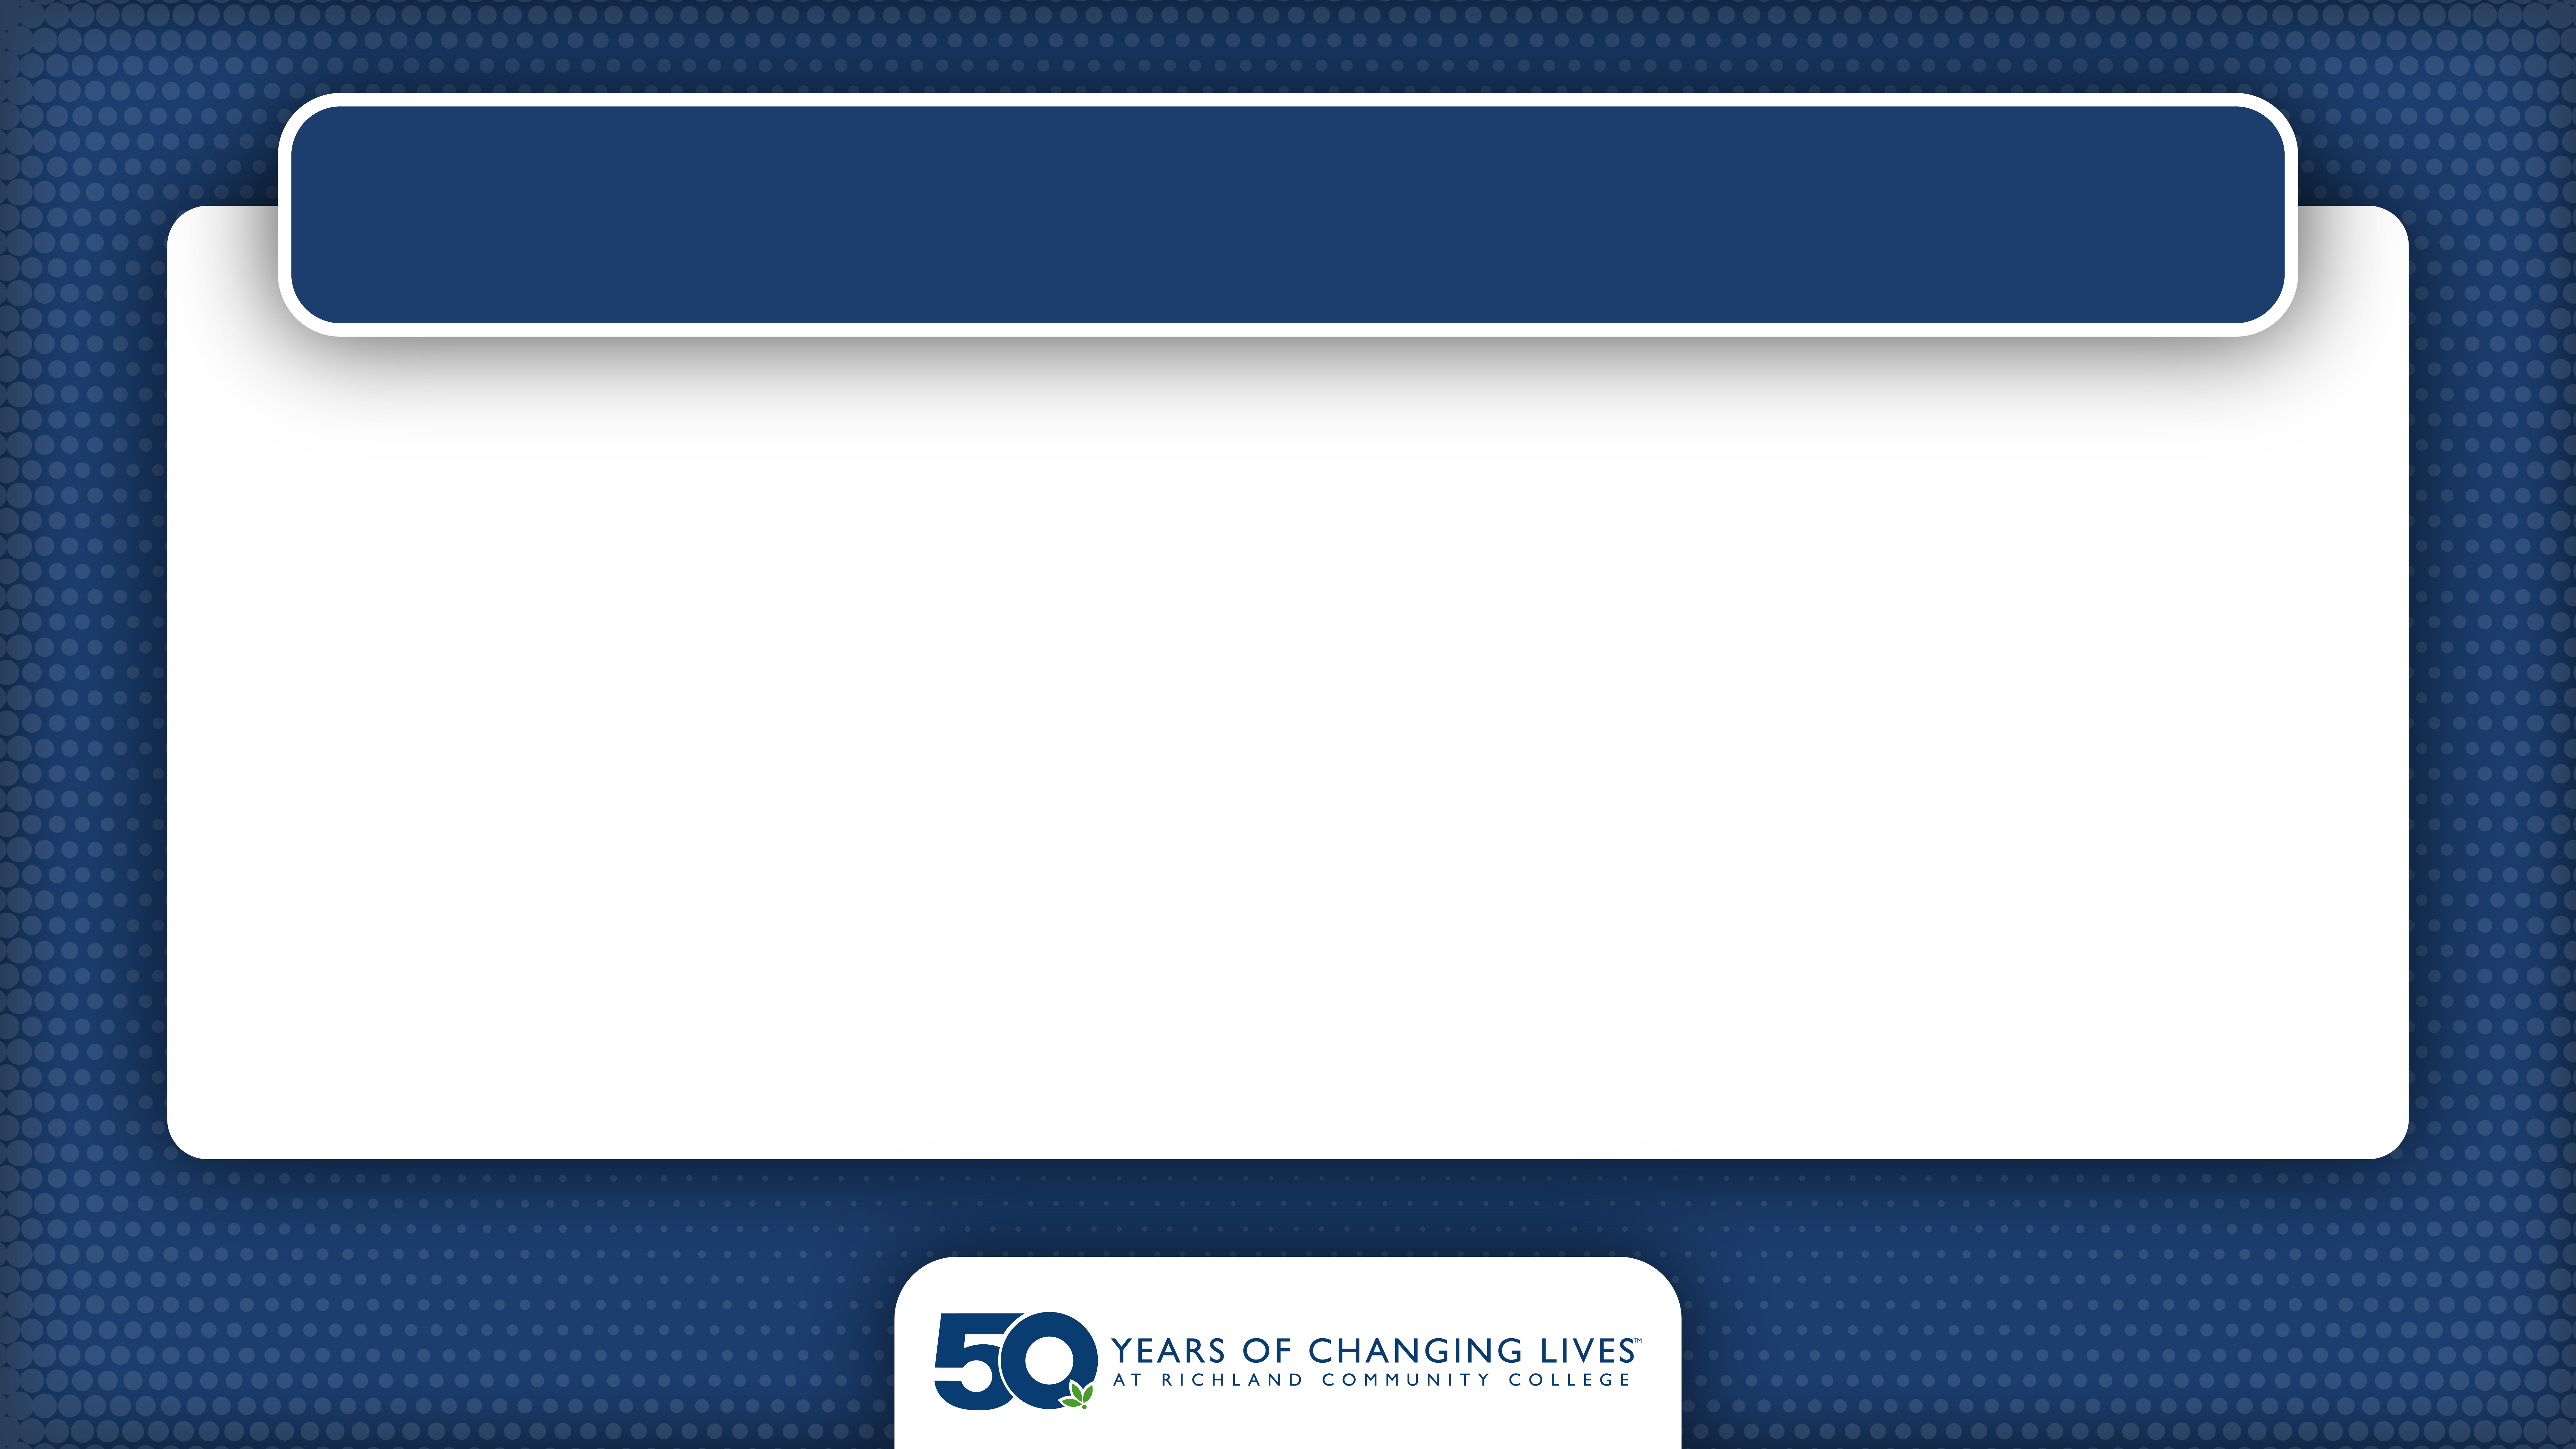 50 YEARS OF CHANGING LIVES™
AT RICHLAND COMMUNITY COLLEGE